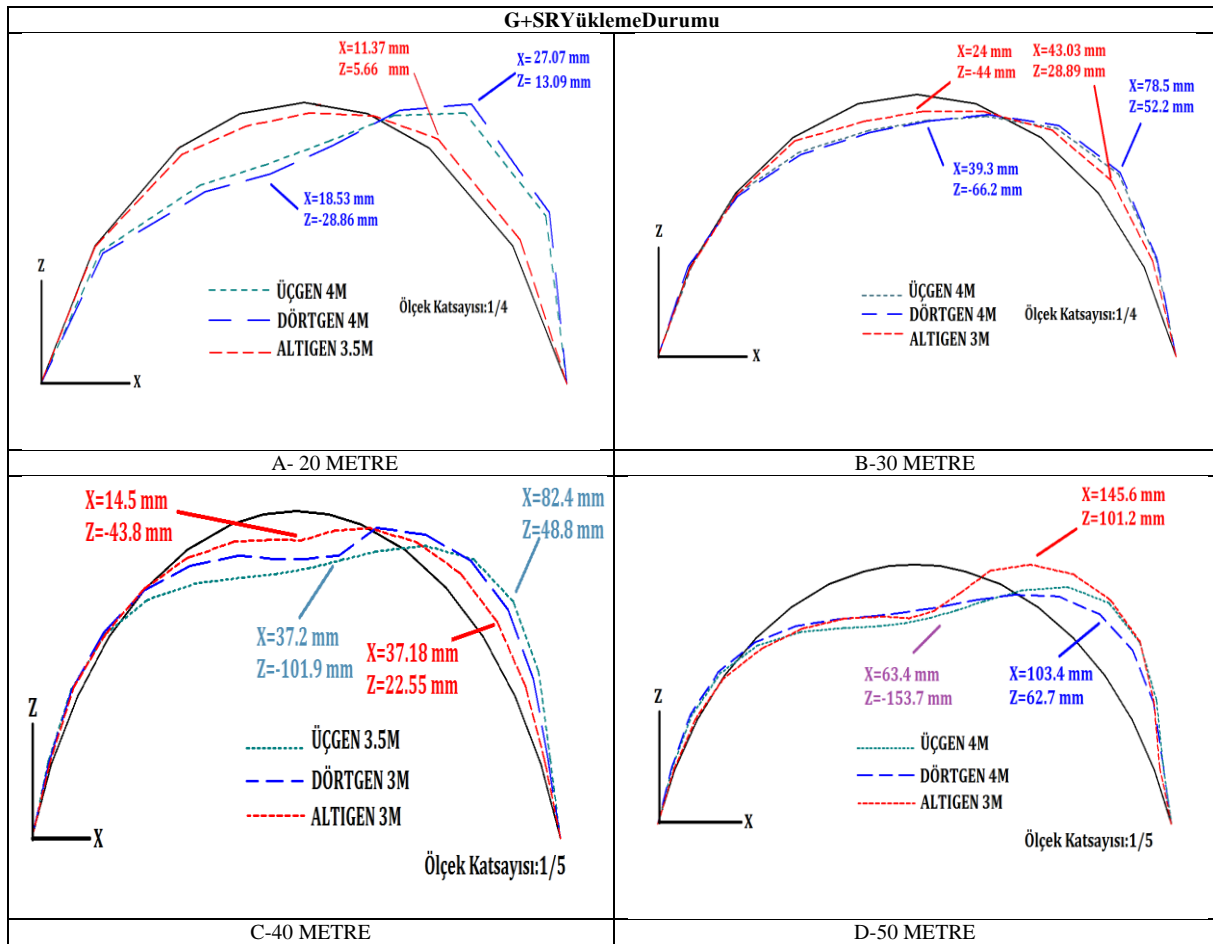 G+SRYüklemeDurumu
X=11.37 mm
Z=5.66 mm
X=27.07 mm
Z= 13.09 mm
X=18.53 mm
Z=-28.86 mm
Z
X
ÜÇGEN 4M
DÖRTGEN 4M
ALTIGEN 3.5M
Ölçek Katsayısı:1/4
A- 20 METRE
X=24 mm
Z=-44 mm
X=43.03 mm
Z=28.89 mm
X=78.5 mm
Z=52.2 mm
X=39.3 mm
Z=-66.2 mm
Z
X
ÜÇGEN 4M
DÖRTGEN 4M
ALTIGEN 3M
Ölçek Katsayısı:1/4
B-30 METRE
X=14.5 mm
Z=-43.8 mm
X=82.4 mm
Z=48.8 mm
X=37.2 mm
Z=-101.9 mm
X=37.18 mm
Z=22.55 mm
Z
X
ÜÇGEN 3.5M
DÖRTGEN 3M
ALTIGEN 3M
Ölçek Katsayısı:1/5
C-40 METRE
X=145.6 mm
Z=101.2 mm
X=63.4 mm
Z=-153.7 mm
X=103.4 mm
Z=62.7 mm
Z
X
ÜÇGEN 4M
DÖRTGEN 4M
ALTIGEN 3M
Ölçek Katsayısı:1/5
D-50 METRE